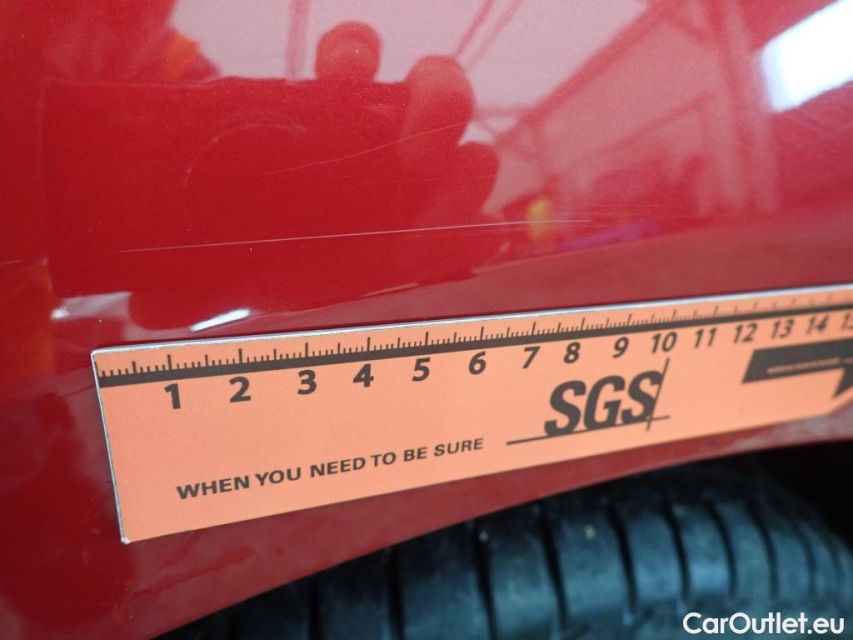 1 2 3 4 5 6 7 8 9 10 11 12 13 14
SGS
WHEN YOU NEED TO BE SURE
CarOutlet.eu